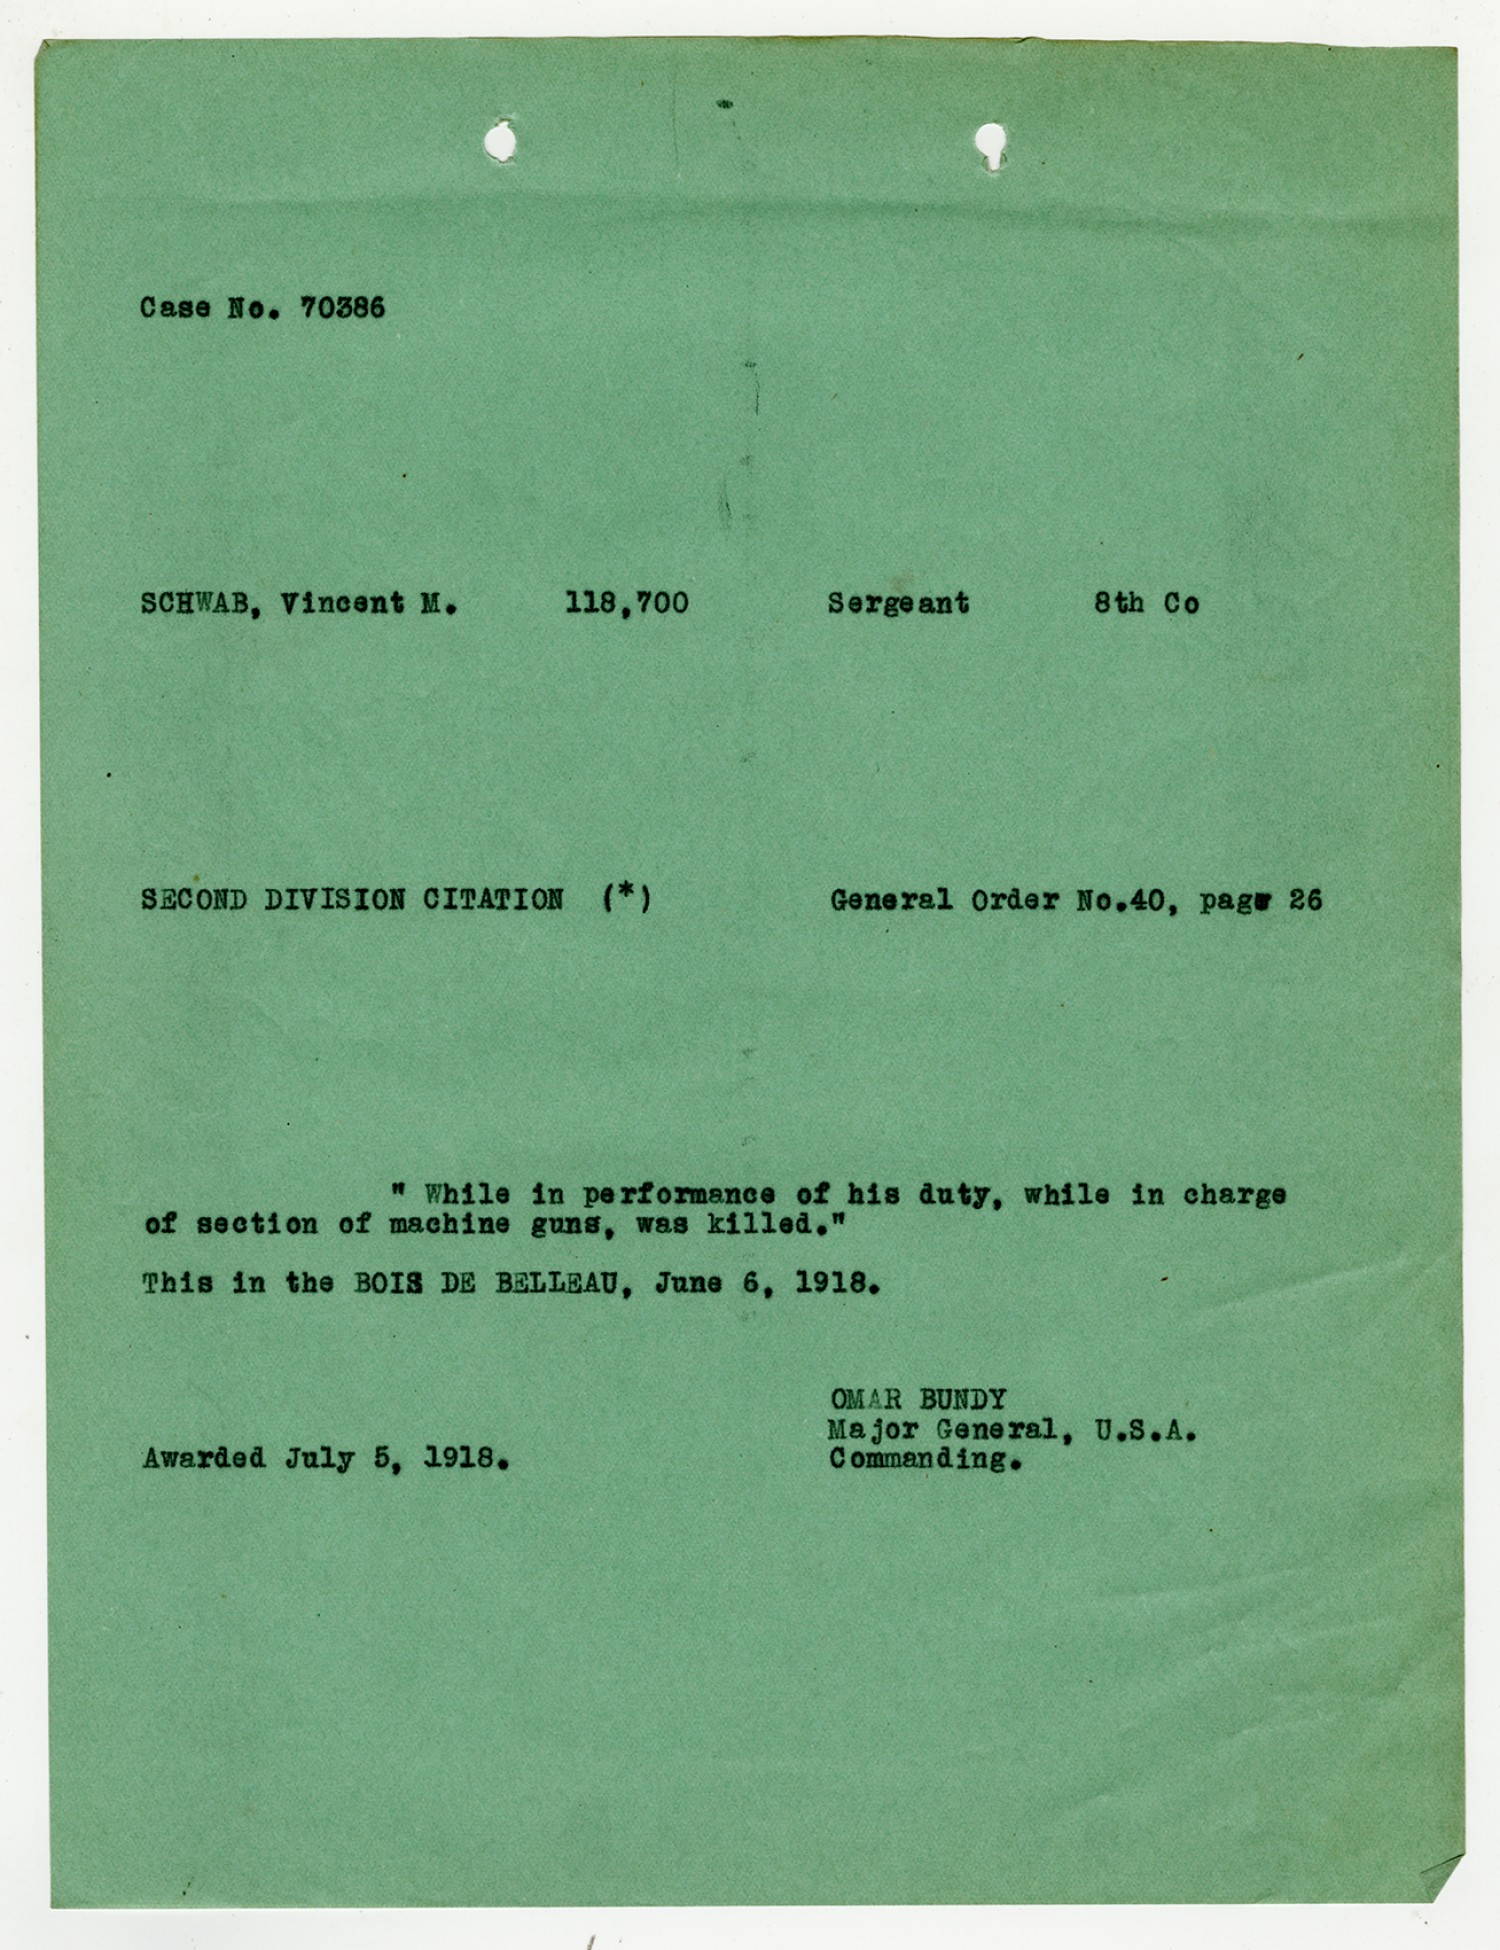 Case No. 70386
SCHWAB, Vincent M. 118,700 Sergeant 8th Co
SECOND DIVISION CITATION (*) General Order No.40, page 26
" While in performance of his duty, while in charge
of section of machine guns, was killed."
This in the BOIS DE BELLEAU, June 6, 1918.
OMAR BUNDY
Major General, U.S.A.
Awarded July 5, 1918. Commanding.